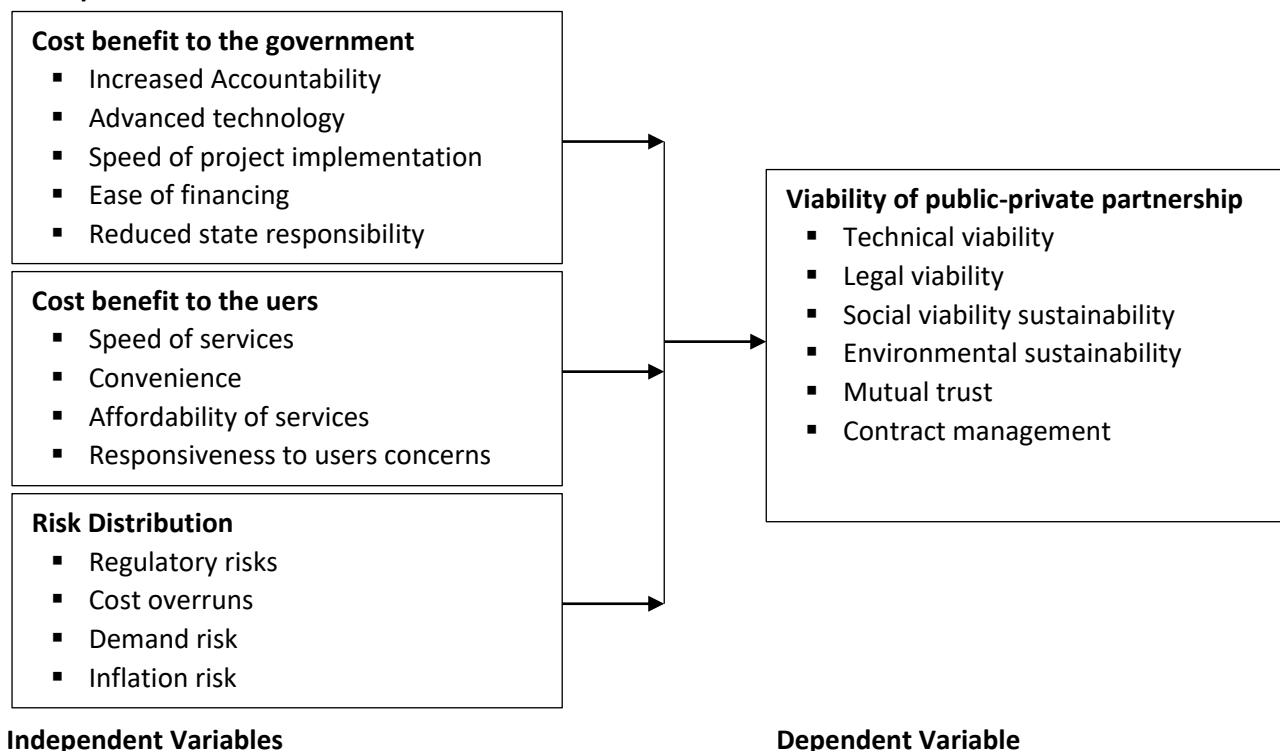 Cost benefit to the government
▪ Increased Accountability
▪ Advanced technology
▪ Speed of project implementation
▪ Ease of financing
▪ Reduced state responsibility
Cost benefit to the uers
▪ Speed of services
▪ Convenience
▪ Affordability of services
▪ Responsiveness to users concerns
Risk Distribution
▪ Regulatory risks
▪ Cost overruns
▪ Demand risk
▪ Inflation risk
Viability of public-private partnership
▪ Technical viability
▪ Legal viability
▪ Social viability sustainability
▪ Environmental sustainability
▪ Mutual trust
▪ Contract management
Independent Variables
Dependent Variable